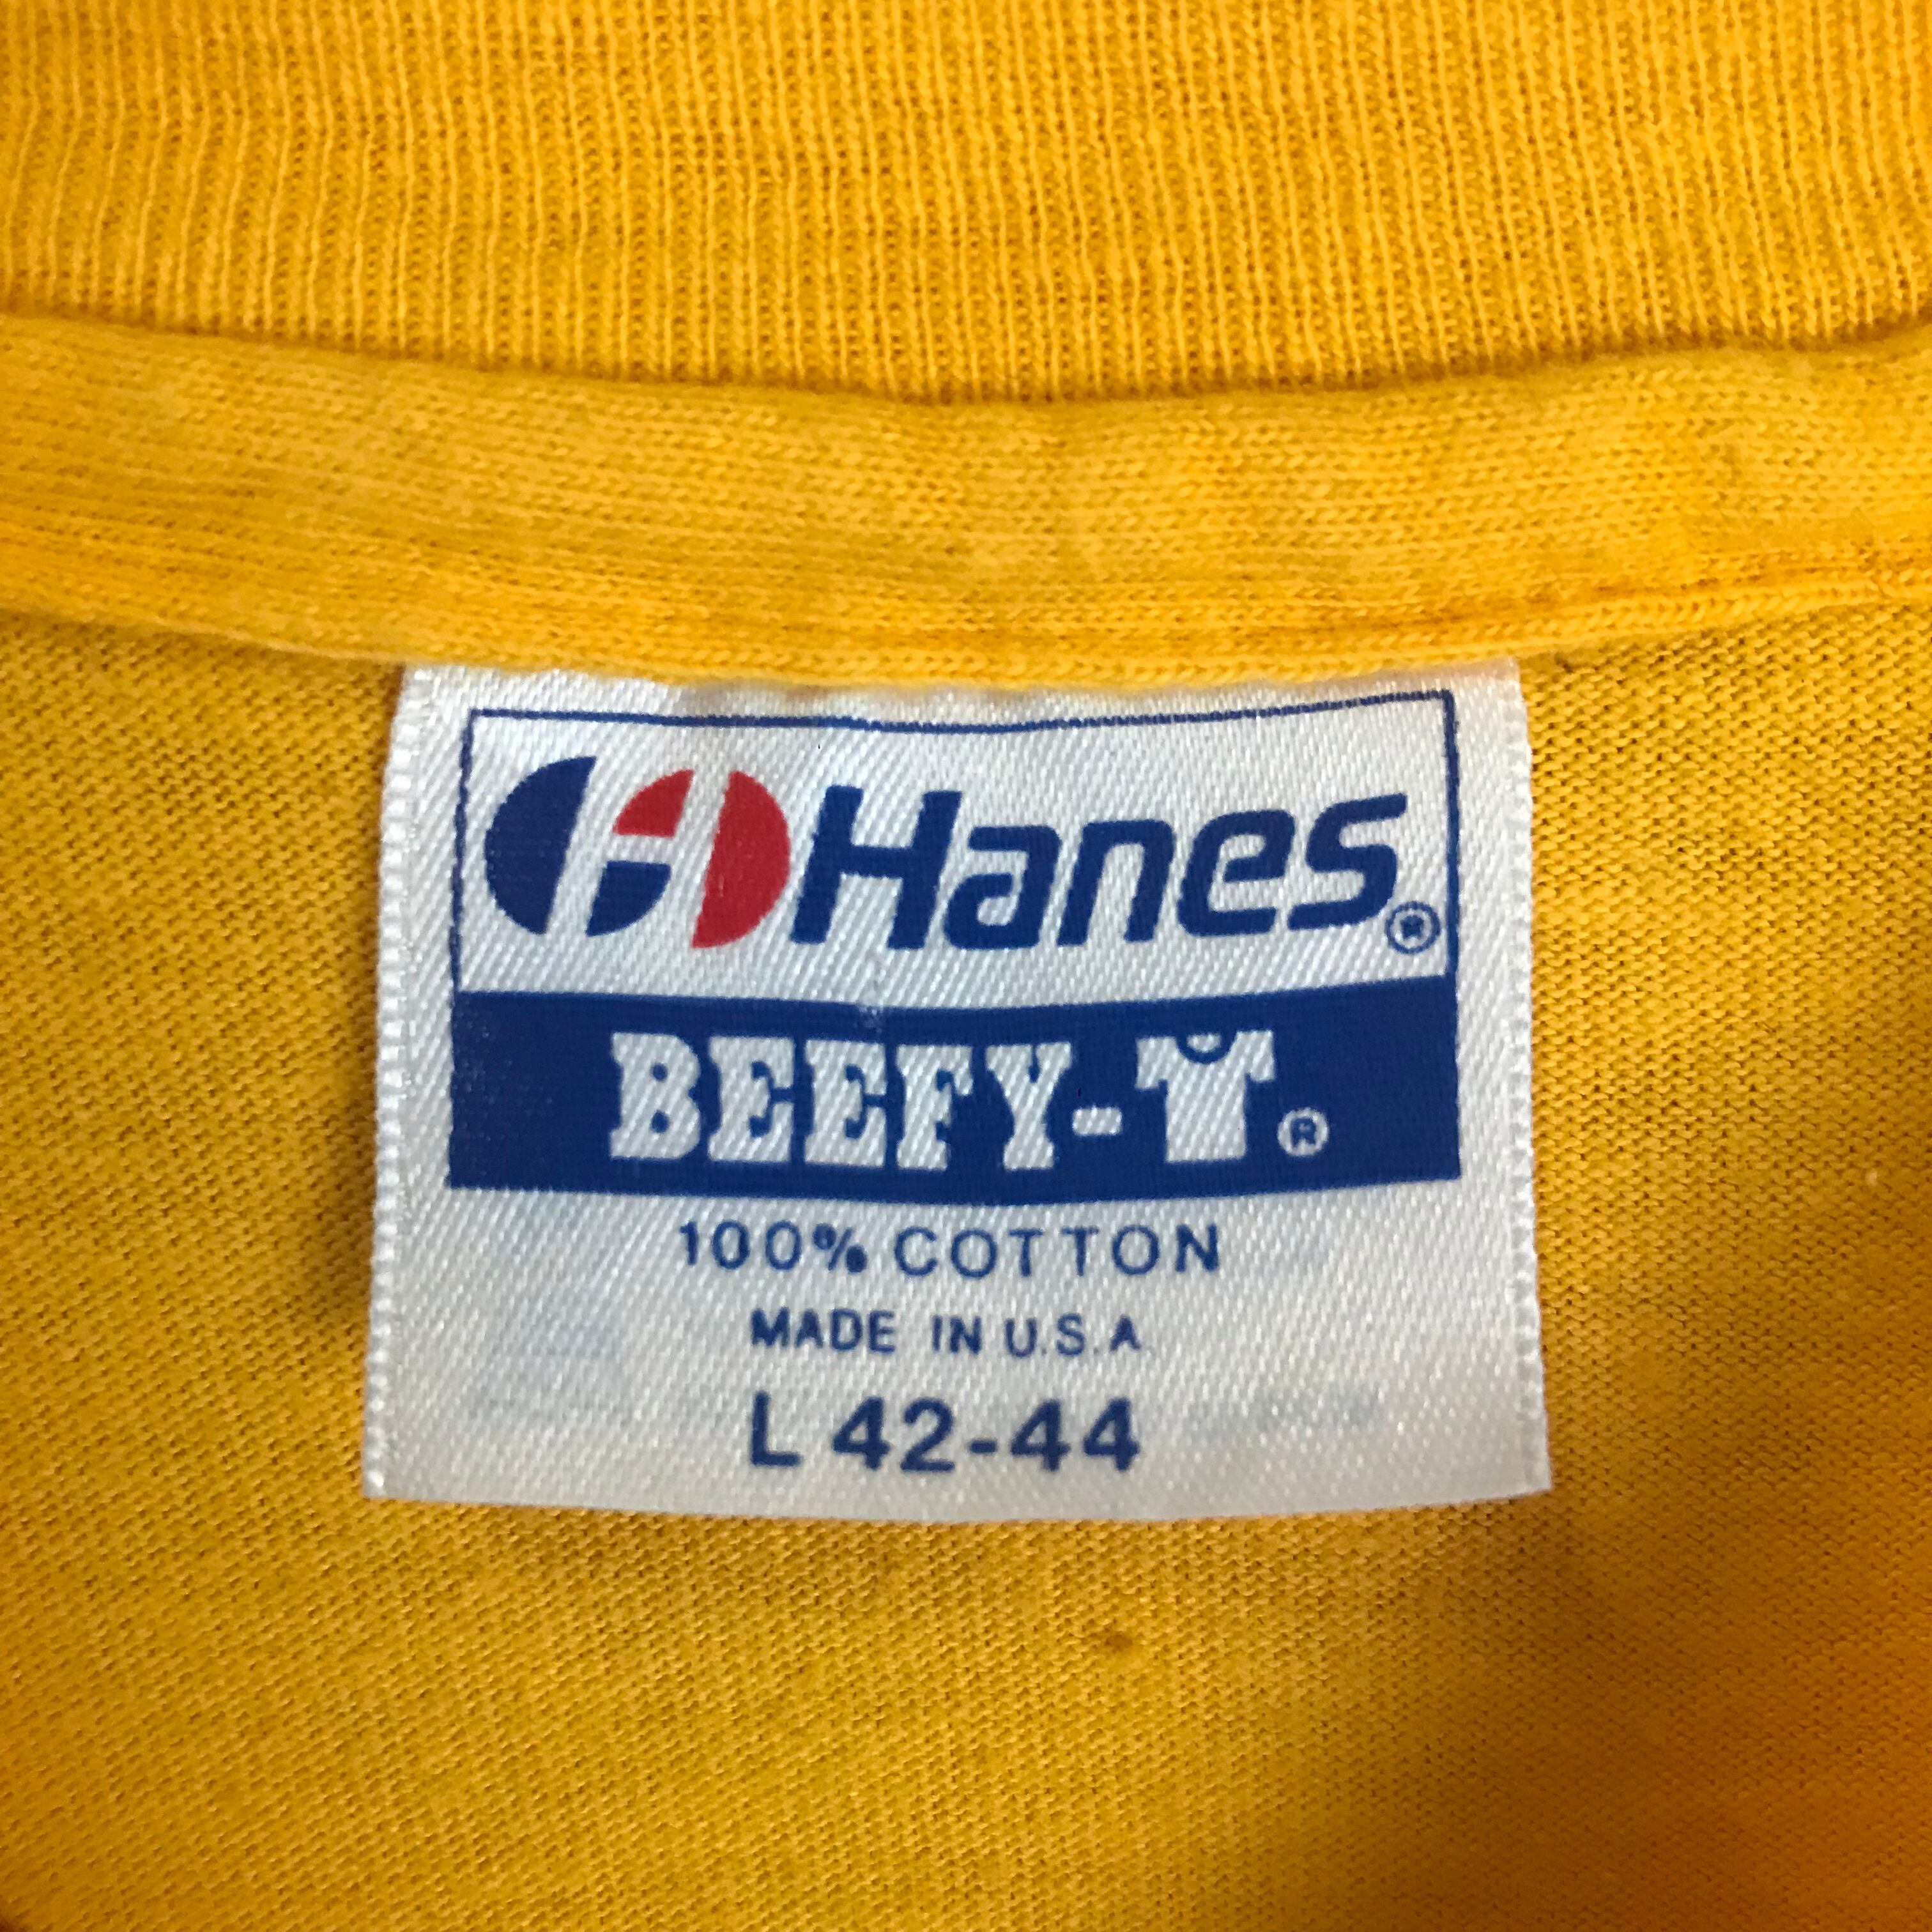 Hanes®
BEEFY-T®
100% COTTON
MADE IN U.S.A.
L 42-44